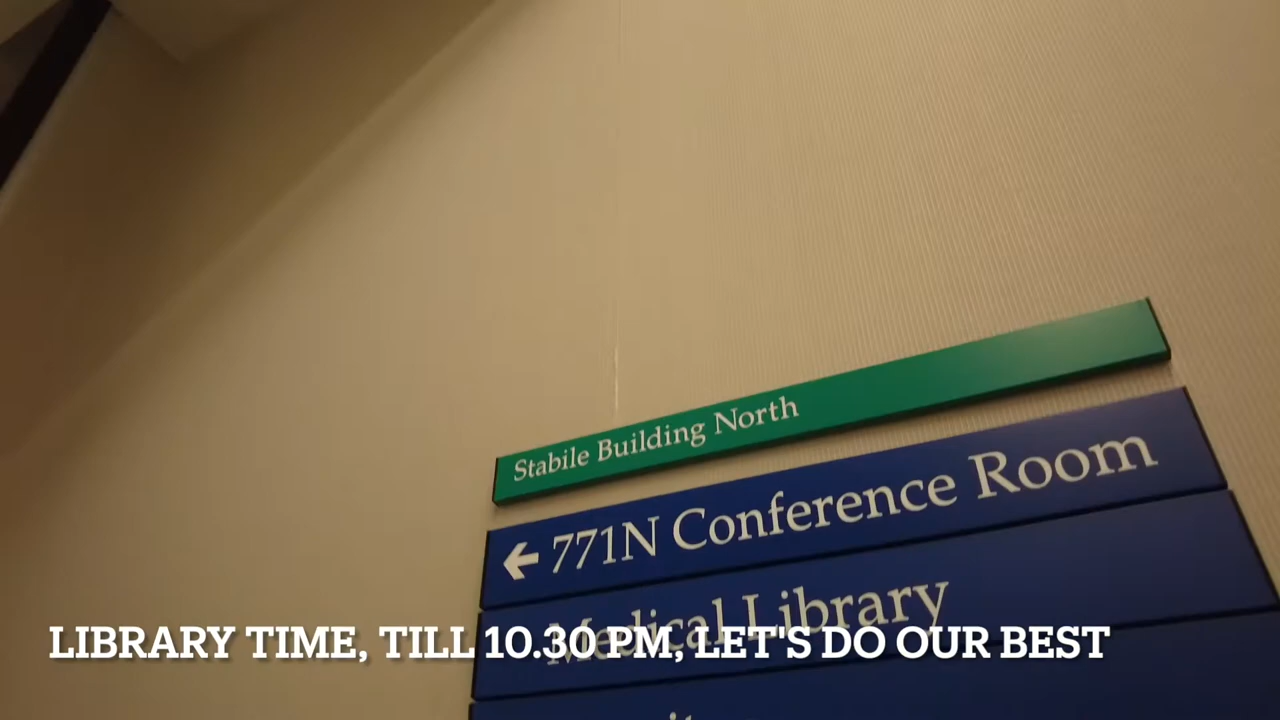 Stabile Building North
771N Conference Room
Medical Library
LIBRARY TIME, TILL 10.30 PM, LET'S DO OUR BEST